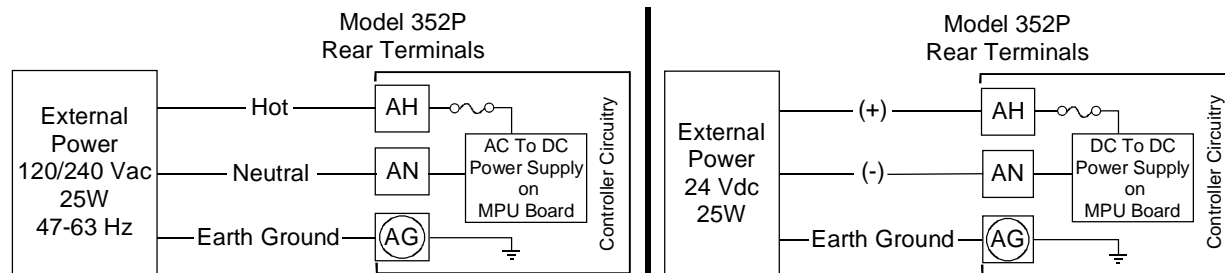 Model 352P
Rear Terminals
External
Power
120/240 Vac
25W
47-63 Hz
Hot
Neutral
Earth Ground
AH
AN
AG
AC To DC
Power Supply
on
MPU Board
Controller Circuitry
Model 352P
Rear Terminals
External
Power
24 Vdc
25W
(+)
(-)
Earth Ground
AH
AN
AG
DC To DC
Power Supply
on
MPU Board
Controller Circuitry